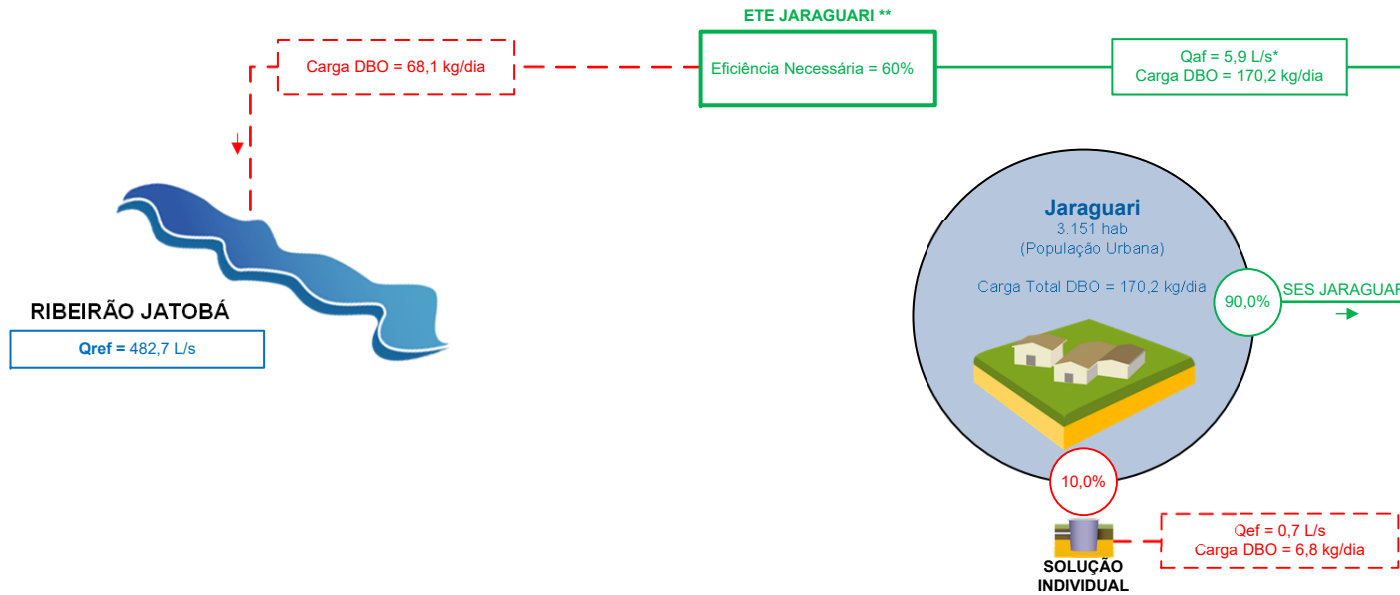 ETE JARAGUARI **
Carga DBO = 68,1 kg/dia
Eficiência Necessária = 60%
Qaf = 5,9 L/s*
Carga DBO = 170,2 kg/dia
Jaraguari
3.151 hab
(População Urbana)
Carga Total DBO = 170,2 kg/dia
90,0%
SES JARAGUAR
RIBEIRÃO JATOBÁ
Qref = 482,7 L/s
10,0%
Qef = 0,7 L/s
Carga DBO = 6,8 kg/dia
SOLUÇÃO
INDIVIDUAL